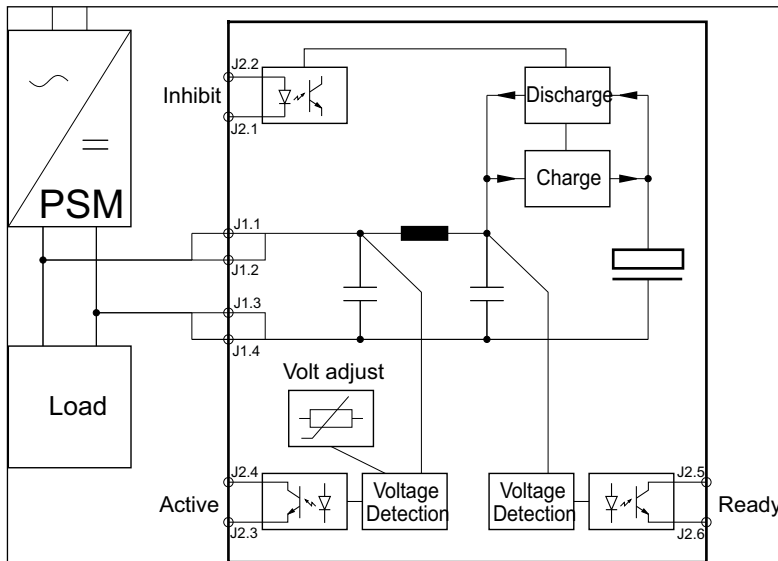 J2.2
Inhibit
J2.1
Discharge
Charge
PSM
J1.1
J1.2
J1.3
J1.4
Load
Volt adjust
J2.4
Active
J2.3
Voltage
Detection
Voltage
Detection
J2.5
Ready
J2.6